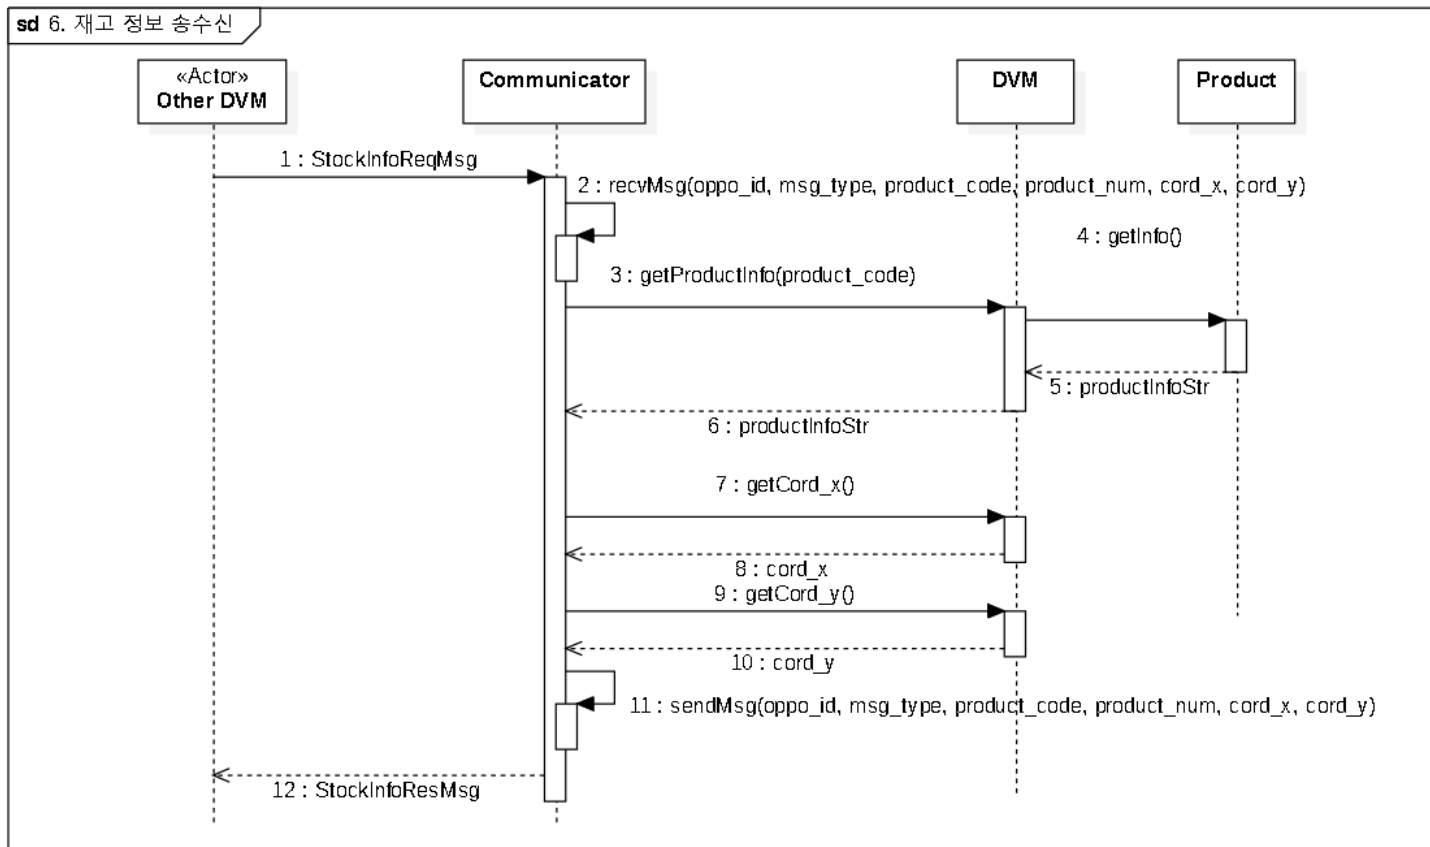 sd 6. 재고 정보 송수신
«Actor»
Other DVM
Communicator
DVM
Product
1 : StockInfoReqMsg
2 : recvMsg(oppo_id, msg_type, product_code, product_num, cord_x, cord_y)
4 : getInfo()
3 : getProductInfo(product_code)
5 : productInfoStr
6 : productInfoStr
7 : getCord_x()
8 : cord_x
9 : getCord_y()
10 : cord_y
11 : sendMsg(oppo_id, msg_type, product_code, product_num, cord_x, cord_y)
12 : StockInfoResMsg